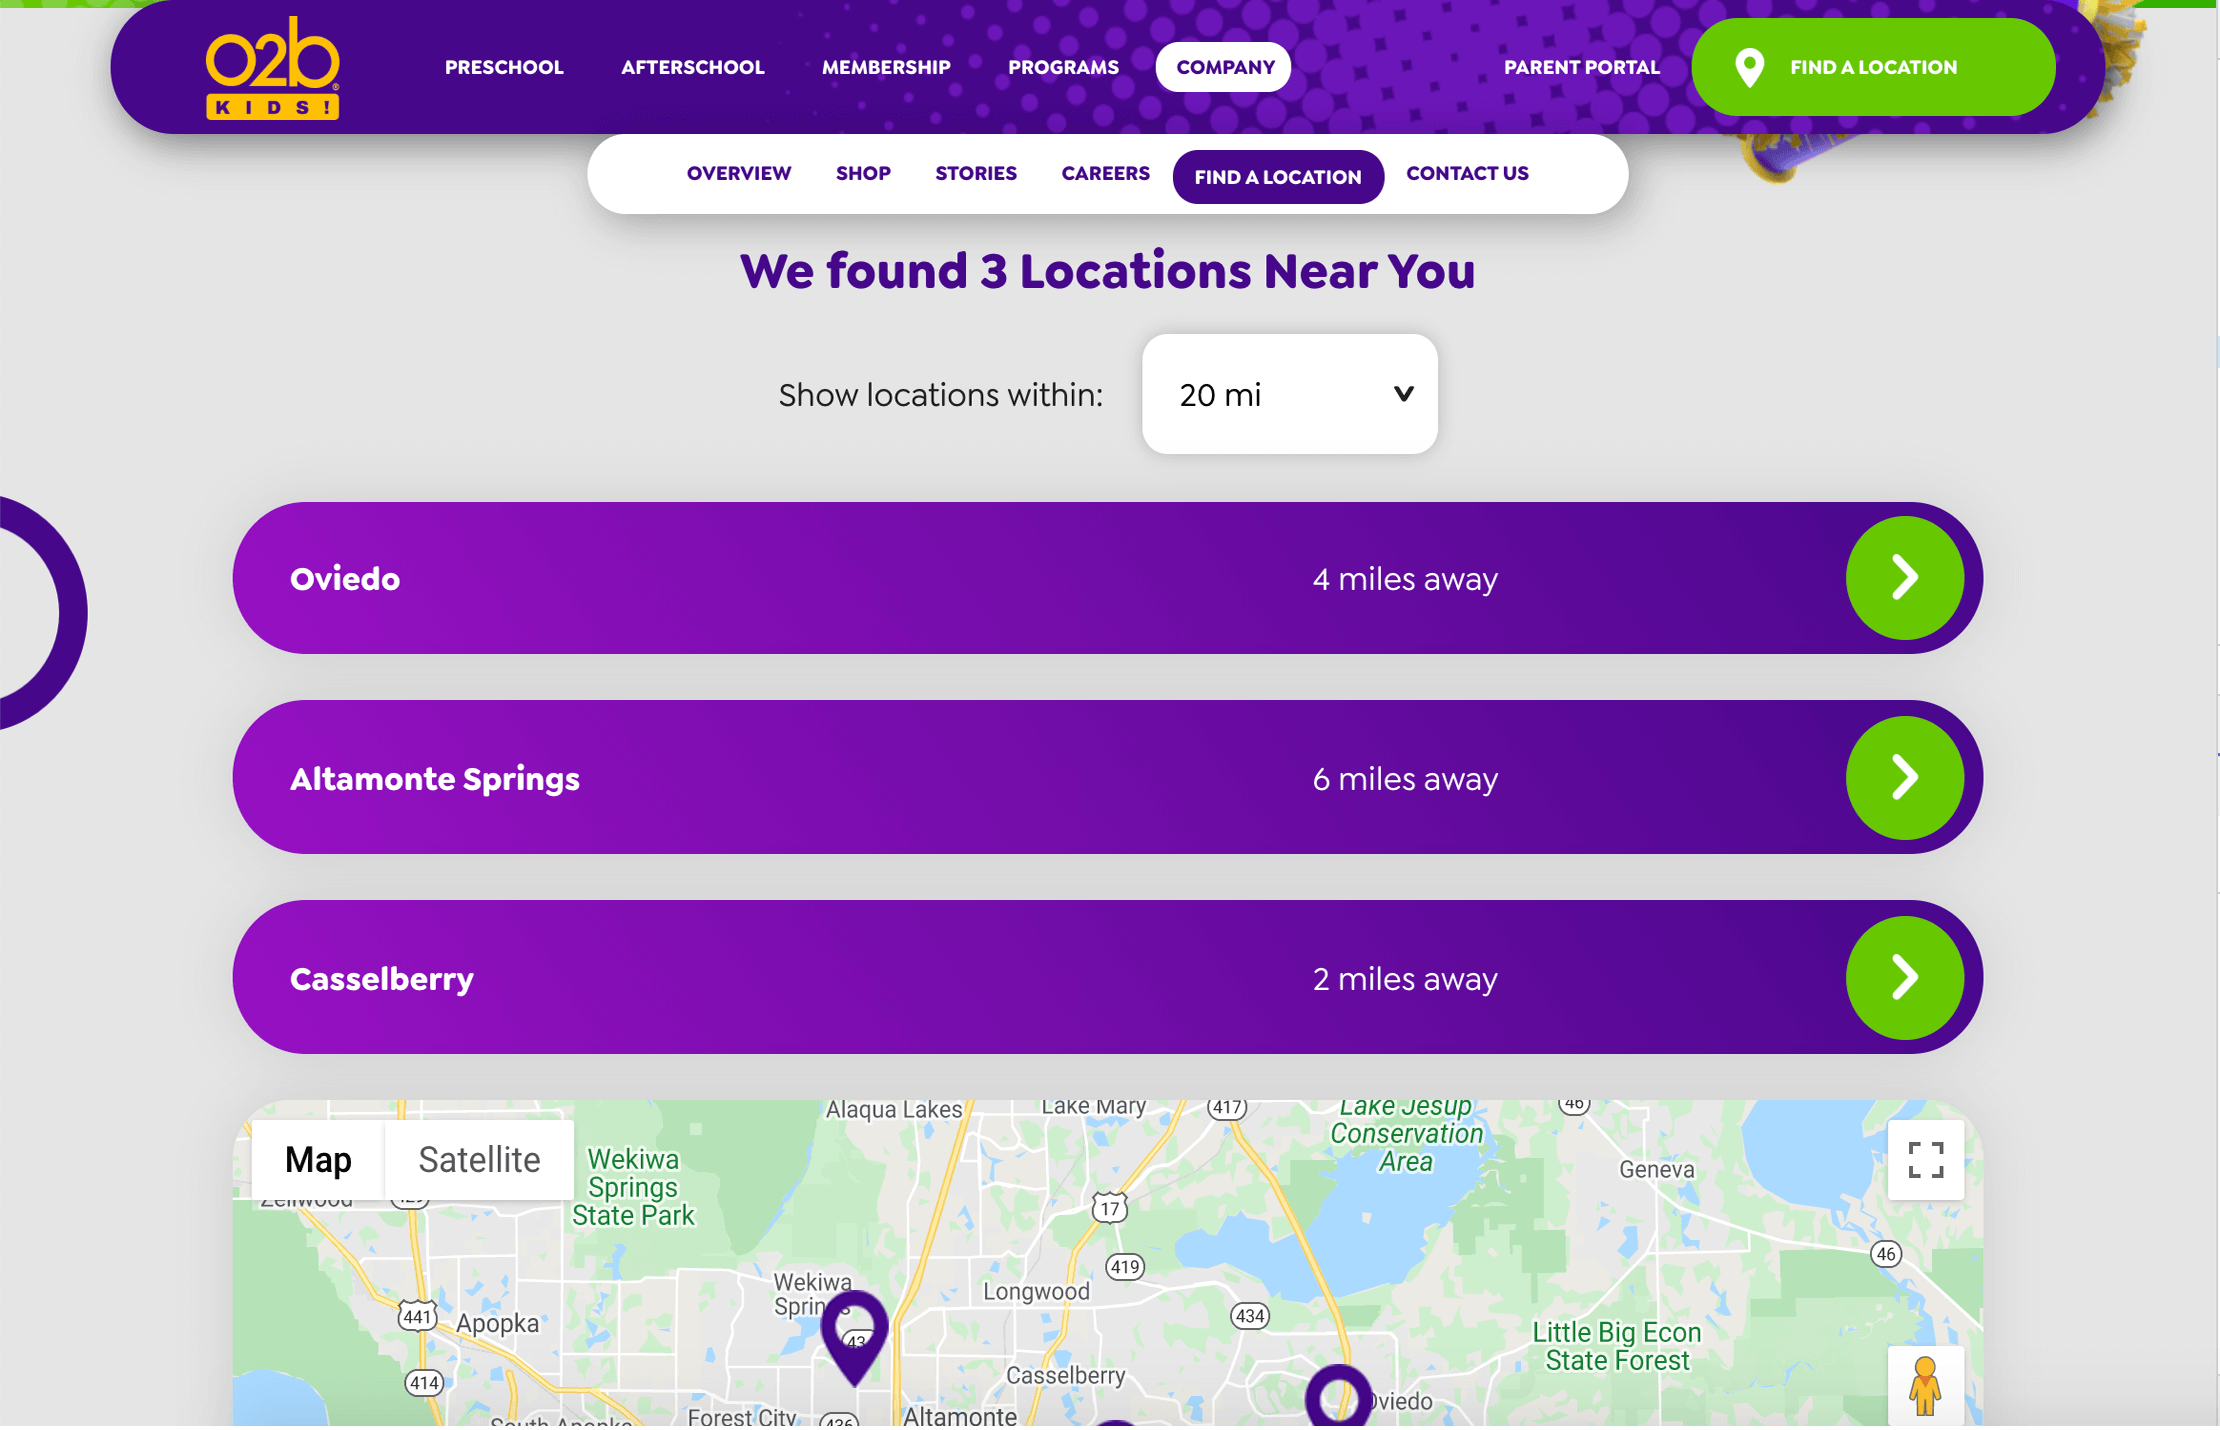 o2b
KIDS!
PRESCHOOL
AFTERSCHOOL
MEMBERSHIP
PROGRAMS
COMPANY
PARENT PORTAL
FIND A LOCATION
OVERVIEW
SHOP
STORIES
CAREERS
FIND A LOCATION
CONTACT US
We found 3 Locations Near You
Show locations within:
20 mi
Oviedo
4 miles away
Altamonte Springs
6 miles away
Casselberry
2 miles away
Map
Satellite
Alaqua Lakes
Lake Mary
417
Lake Jesup
Conservation
Area
46
Geneva
Zellwood
429
Wekiwa
Springs
State Park
17
46
419
Wekiwa
Springs
Longwood
441
Apopka
434
43
Little Big Econ
State Forest
414
Casselberry
Oviedo
South Apopka
Forest City
436
Altamonte